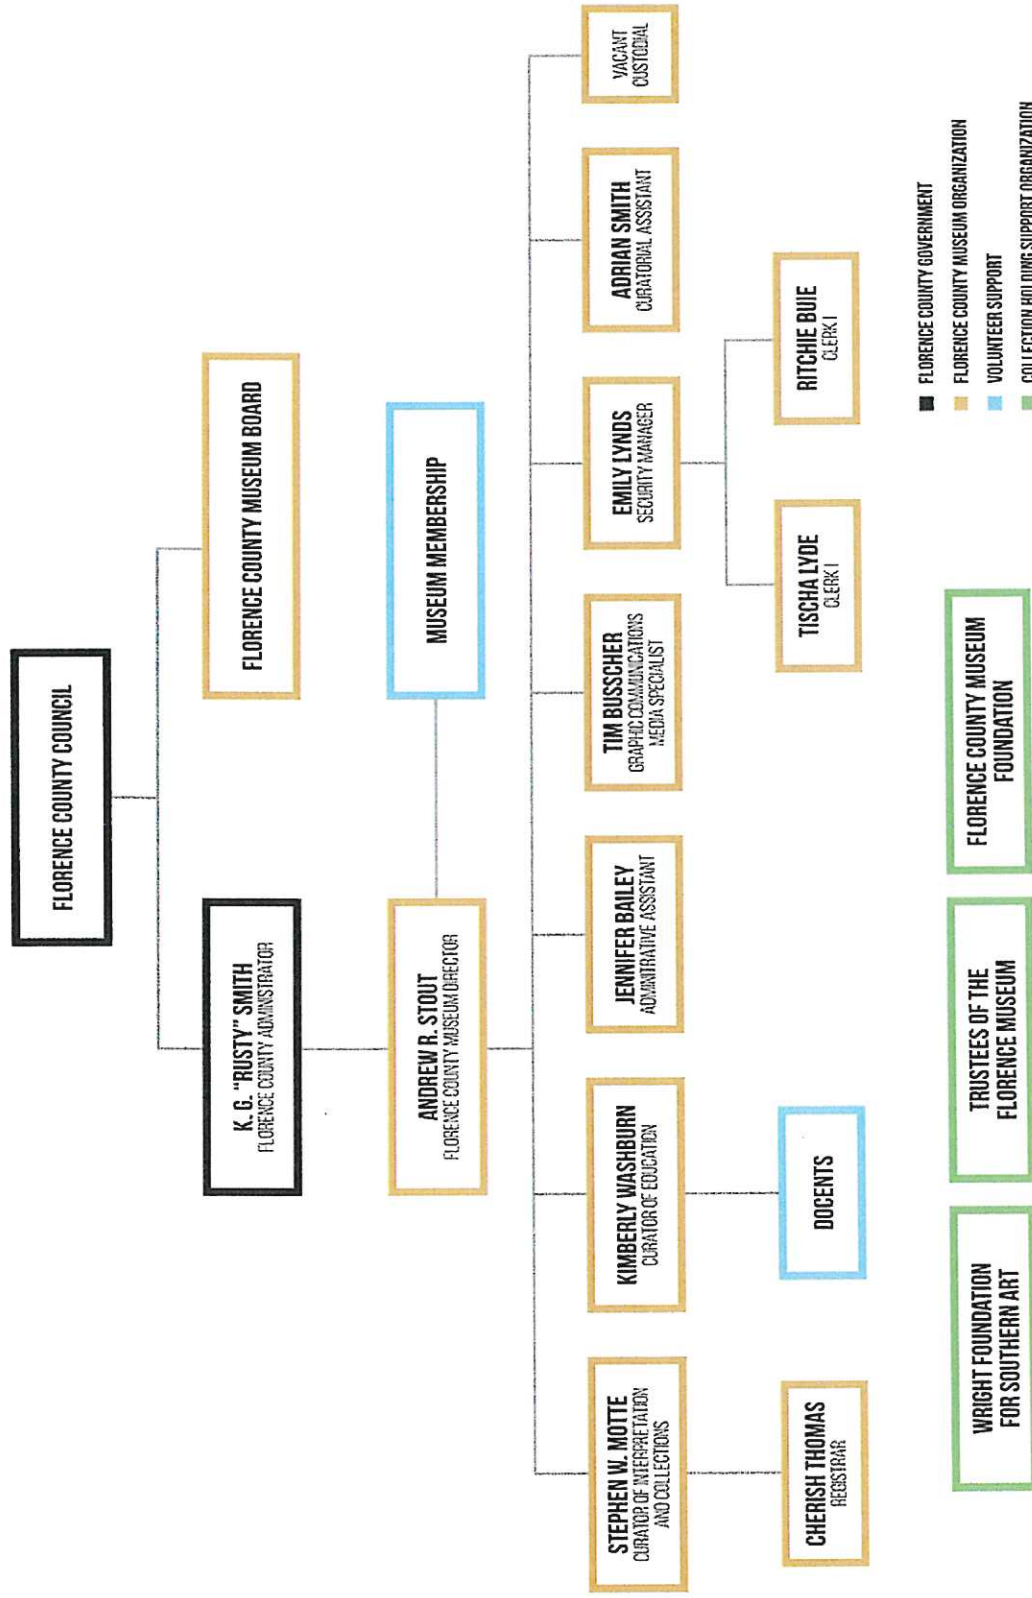 FLORENCE COUNTY COUNCIL
K. G. "RUSTY" SMITH
FLORENCE COUNTY ADMINISTRATOR
FLORENCE COUNTY MUSEUM BOARD
ANDREW R. STOUT
FLORENCE COUNTY MUSEUM DIRECTOR
MUSEUM MEMBERSHIP
STEPHEN W. MOTTE
CURATOR OF INTERPRETATION
AND COLLECTIONS
KIMBERLY WASHBURN
CURATOR OF EDUCATION
JENNIFER BAILEY
ADMINITRATIVE ASSISTANT
TIM BUSSCHER
GRAPHIC COMMUNICATIONS
MEDIA SPECIALIST
EMILY LYNDS
SECURITY MANAGER
ADRIAN SMITH
CURATORIAL ASSISTANT
VACANT
CUSTODIAL
CHERISH THOMAS
REGISTRAR
DOCENTS
TISCHA LYDE
CLERK I
RITCHIE BUIE
CLERK I
WRIGHT FOUNDATION
FOR SOUTHERN ART
TRUSTEES OF THE
FLORENCE MUSEUM
FLORENCE COUNTY MUSEUM
FOUNDATION
FLORENCE COUNTY GOVERNMENT
FLORENCE COUNTY MUSEUM ORGANIZATION
VOLUNTEER SUPPORT
COLLECTION HOLDING SUPPORT ORGANIZATION